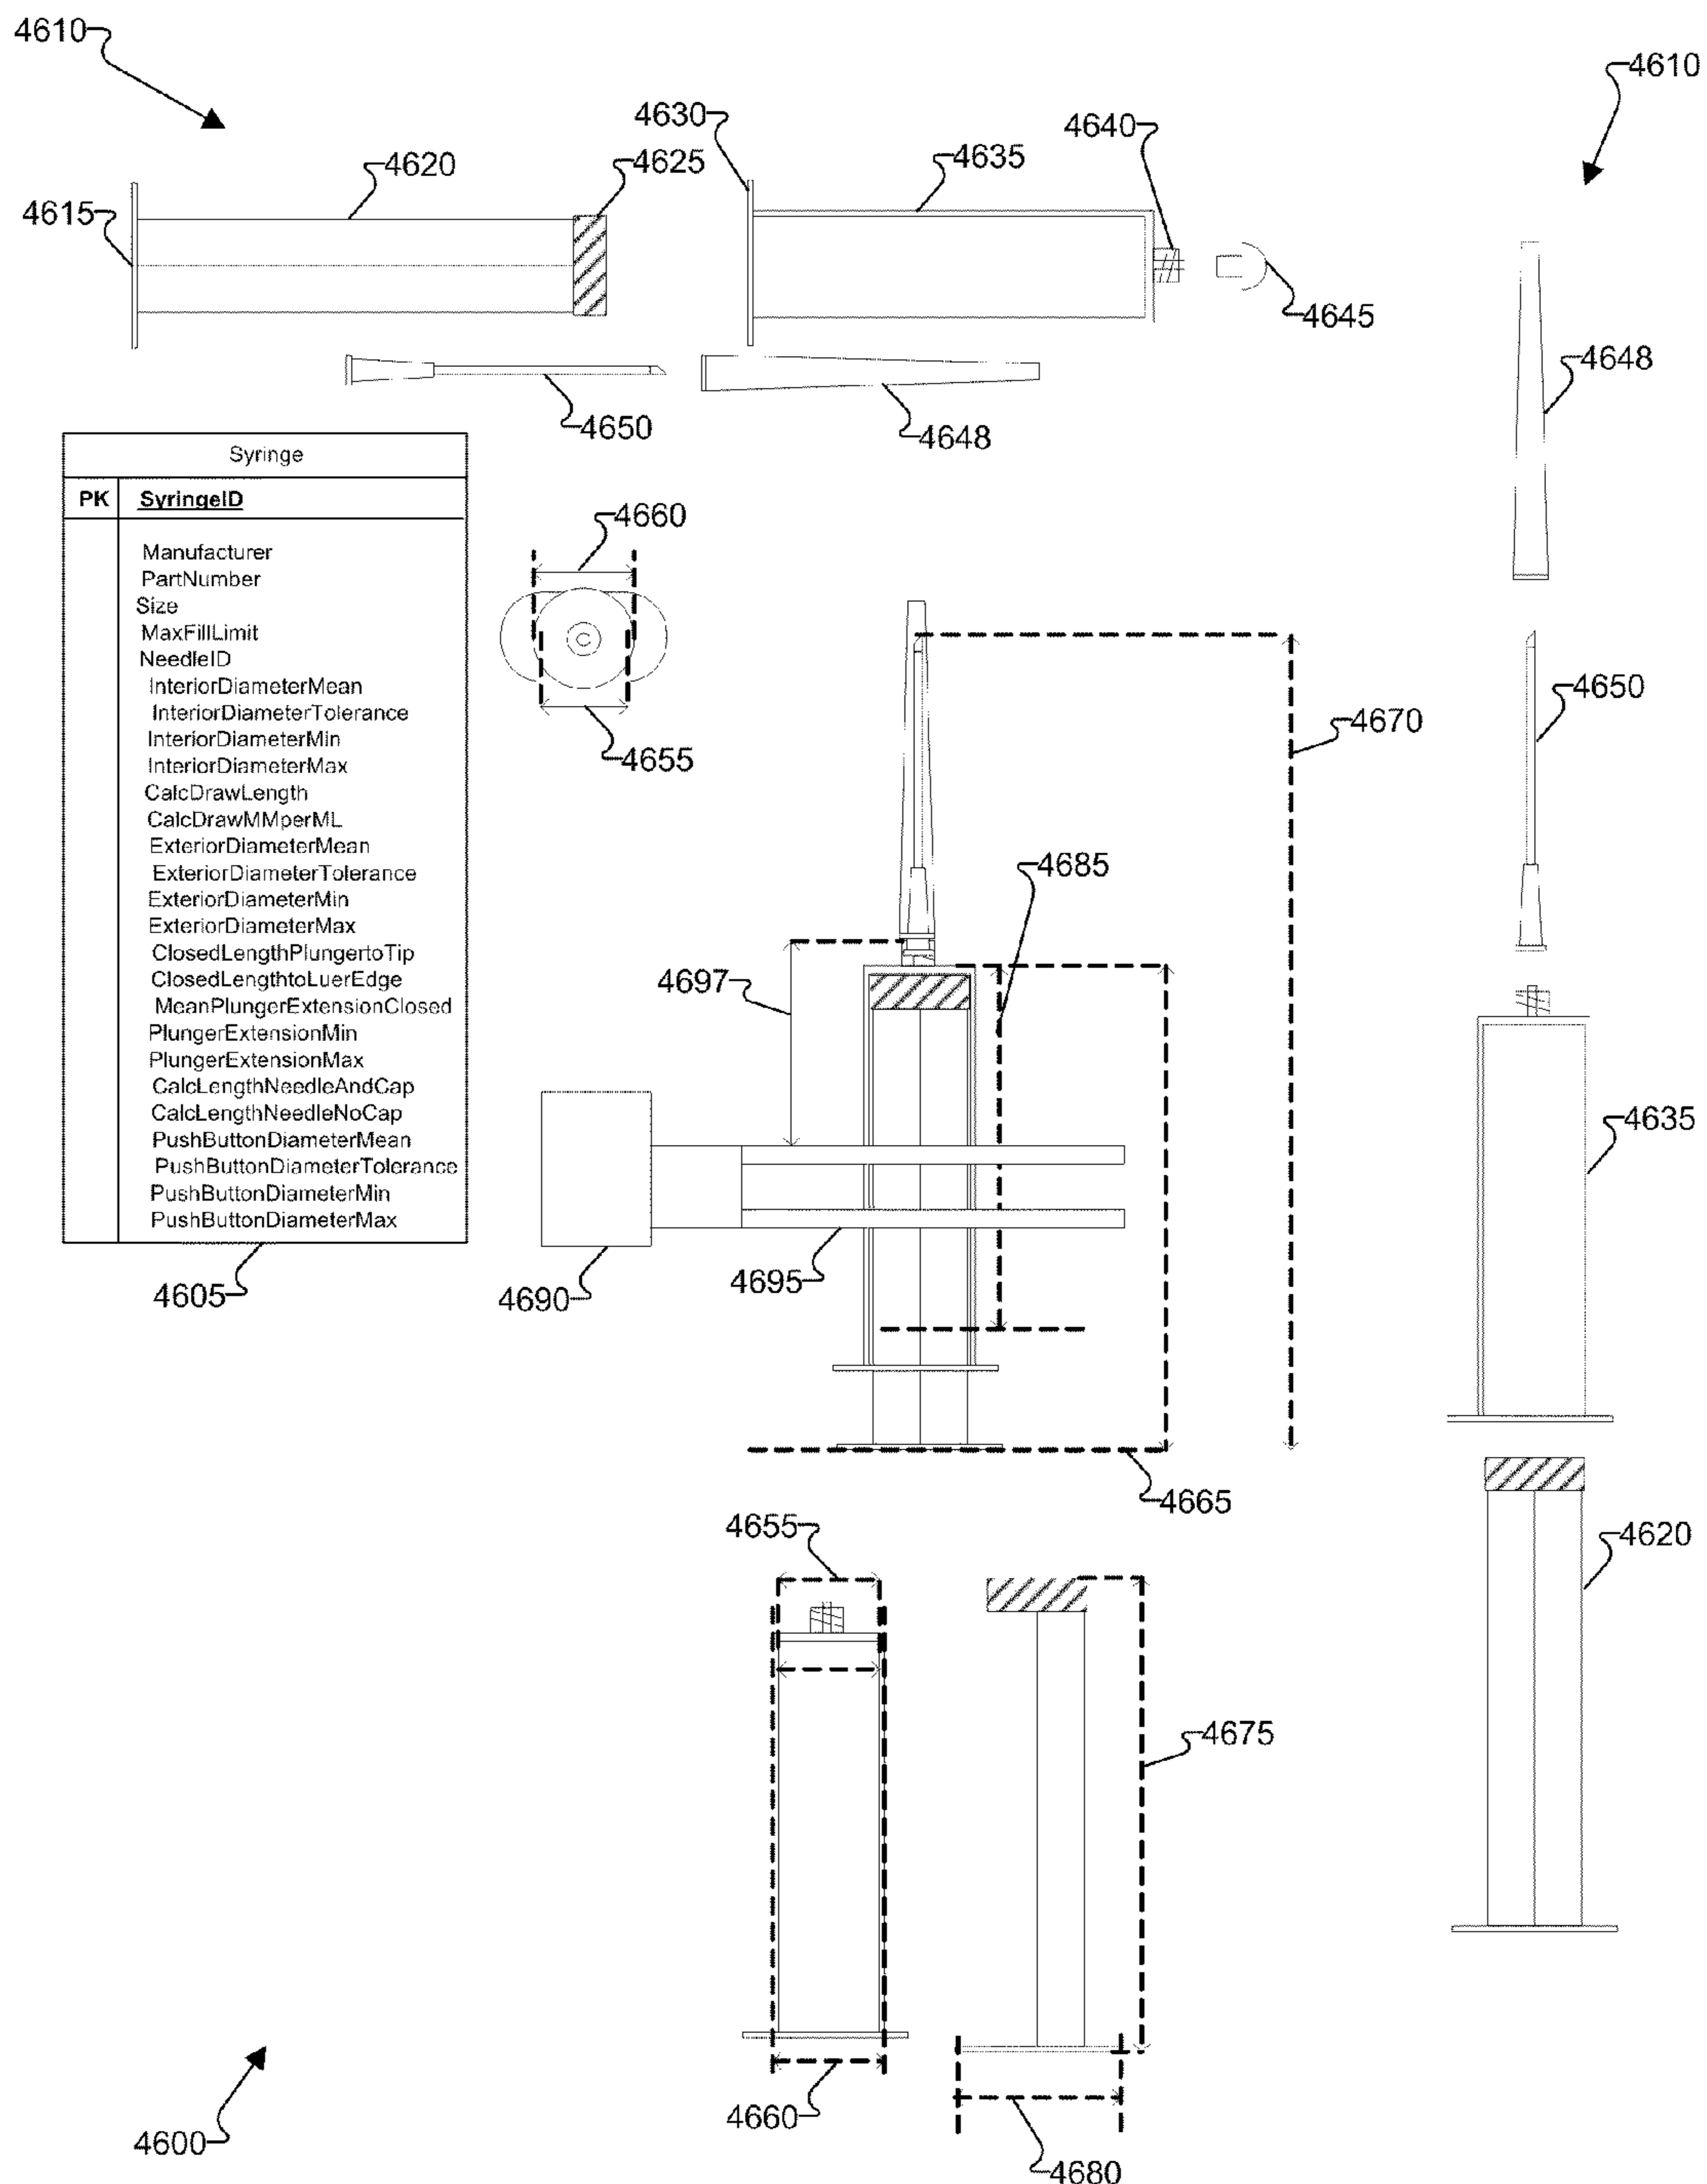 4610
4610
4630
4640
4620
4625
4635
4615
4645
4648
4650
4648
Syringe
PK SyringeID
Manufacturer
PartNumber
Size
MaxFillLimit
NeedleID
InteriorDiameterMean
InteriorDiameterTolerance
InteriorDiameterMin
InteriorDiameterMax
CalcDrawLength
CalcDrawMMperML
ExteriorDiameterMean
ExteriorDiameterTolerance
ExteriorDiameterMin
ExteriorDiameterMax
ClosedLengthPlungertoTip
ClosedLengthtoLuerEdge
MeanPlungerExtensionClosed
PlungerExtensionMin
PlungerExtensionMax
CalcLengthNeedleAndCap
CalcLengthNeedleNoCap
PushButtonDiameterMean
PushButtonDiameterTolerance
PushButtonDiameterMin
PushButtonDiameterMax
4605
4660
4655
4670
4650
4685
4697
4635
4690
4695
4665
4655
4620
4675
4660
4680
4600